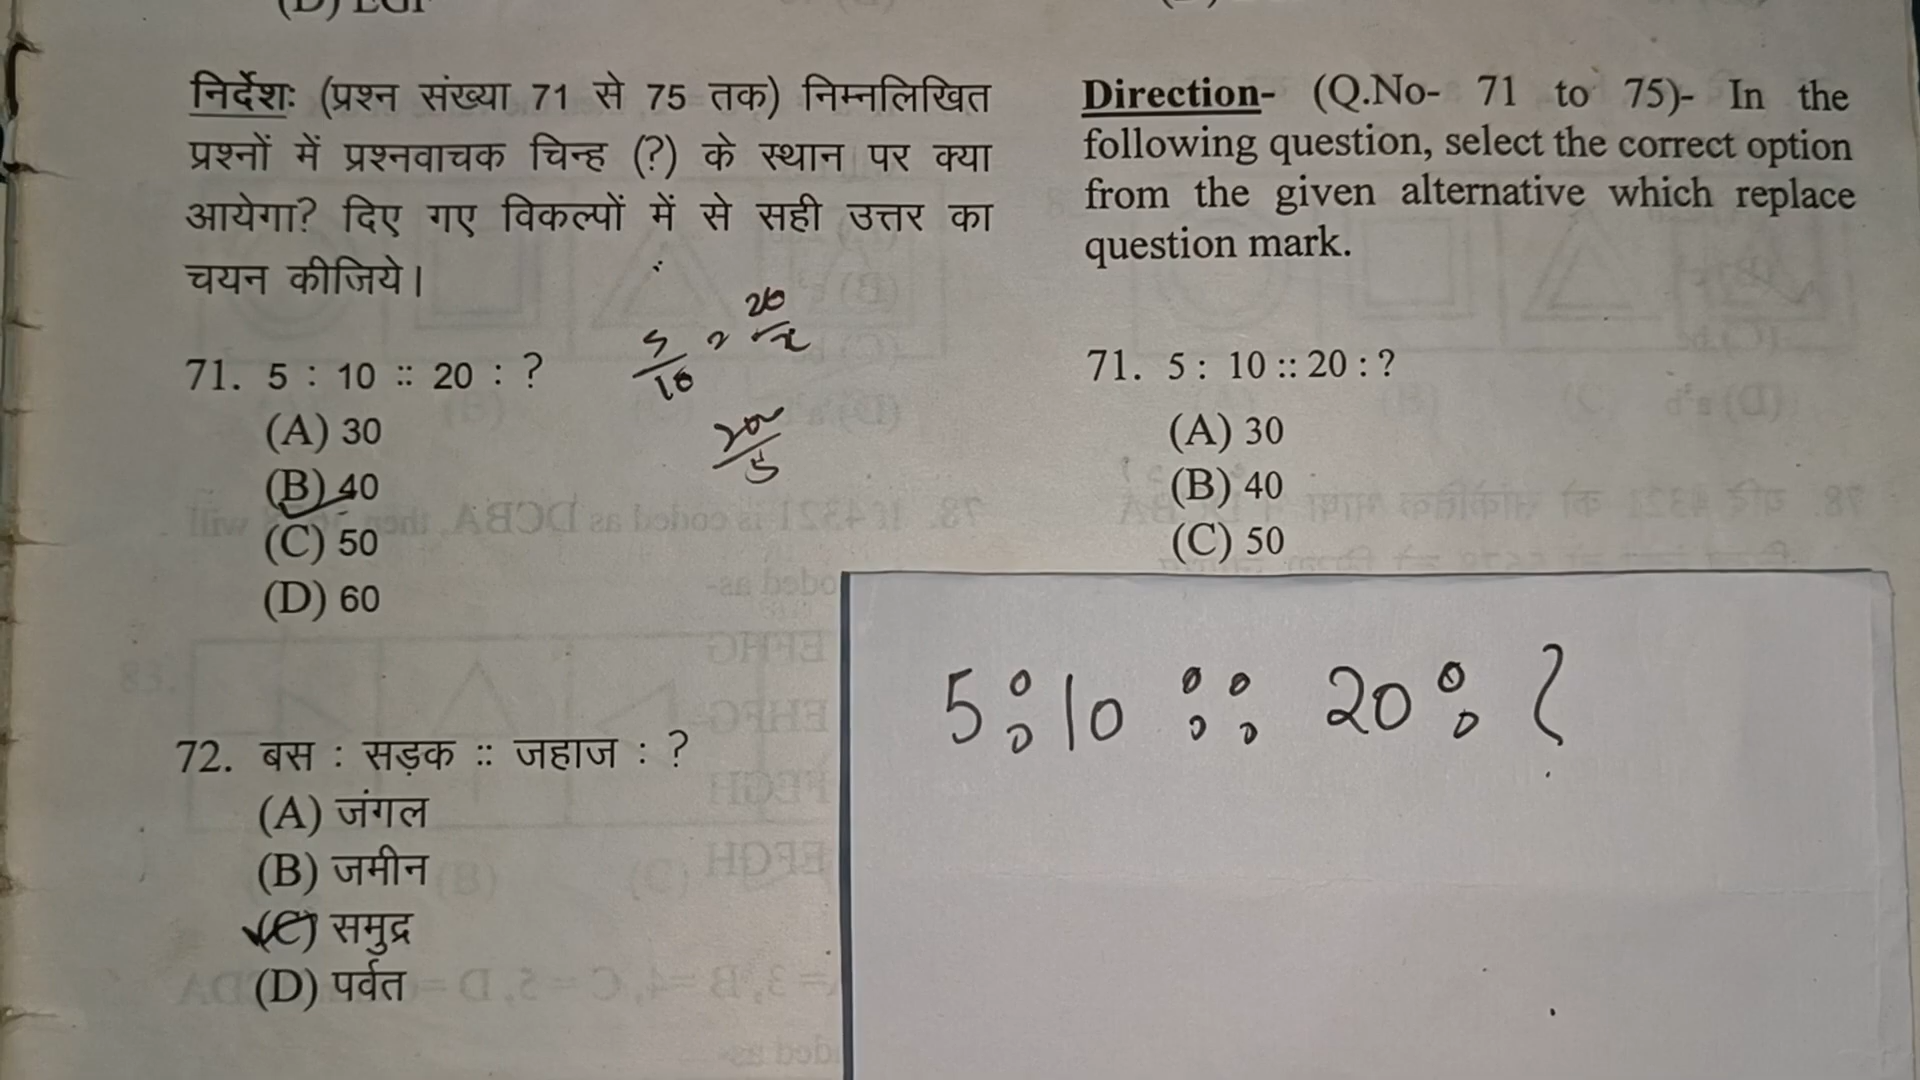 निर्देशः (प्रश्न संख्या 71 से 75 तक) निम्नलिखित
प्रश्नों में प्रश्नवाचक चिन्ह (?) के स्थान पर क्या
आयेगा? दिए गए विकल्पों में से सही उत्तर का
चयन कीजिये।
71. 5 : 10 :: 20 : ?
(A) 30
(B) 40
(C) 50
(D) 60
72. बस : सड़क :: जहाज : ?
(A) जंगल
(B) जमीन
(C) समुद्र
(D) पर्वत
Direction- (Q.No- 71 to 75)- In the
following question, select the correct option
from the given alternative which replace
question mark.
71. 5 : 10 :: 20 : ?
(A) 30
(B) 40
(C) 50
5 : 10 :: 20 : ?